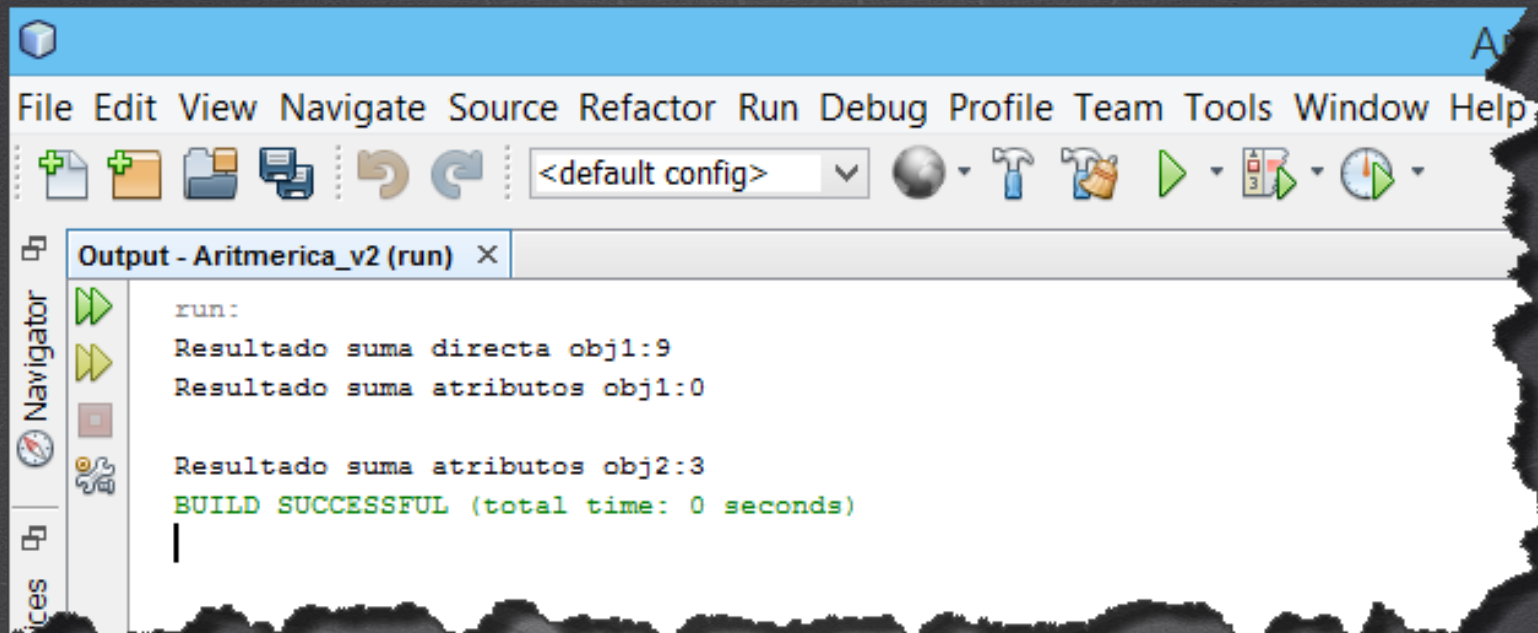 File Edit View Navigate Source Refactor Run Debug Profile Team Tools Window Help
<default config>
Output - Aritmerica_v2 (run)
Navigator
run:
Resultado suma directa obj1:9
Resultado suma atributos obj1:0
Resultado suma atributos obj2:3
BUILD SUCCESSFUL (total time: 0 seconds)